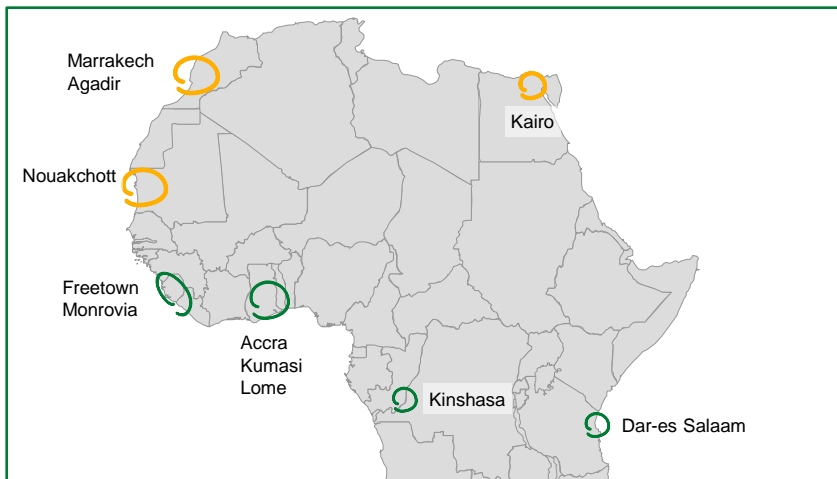 Marrakech
Agadir
Kairo
Nouakchott
Freetown
Monrovia
Accra
Kumasi
Lome
Kinshasa
Dar-es Salaam